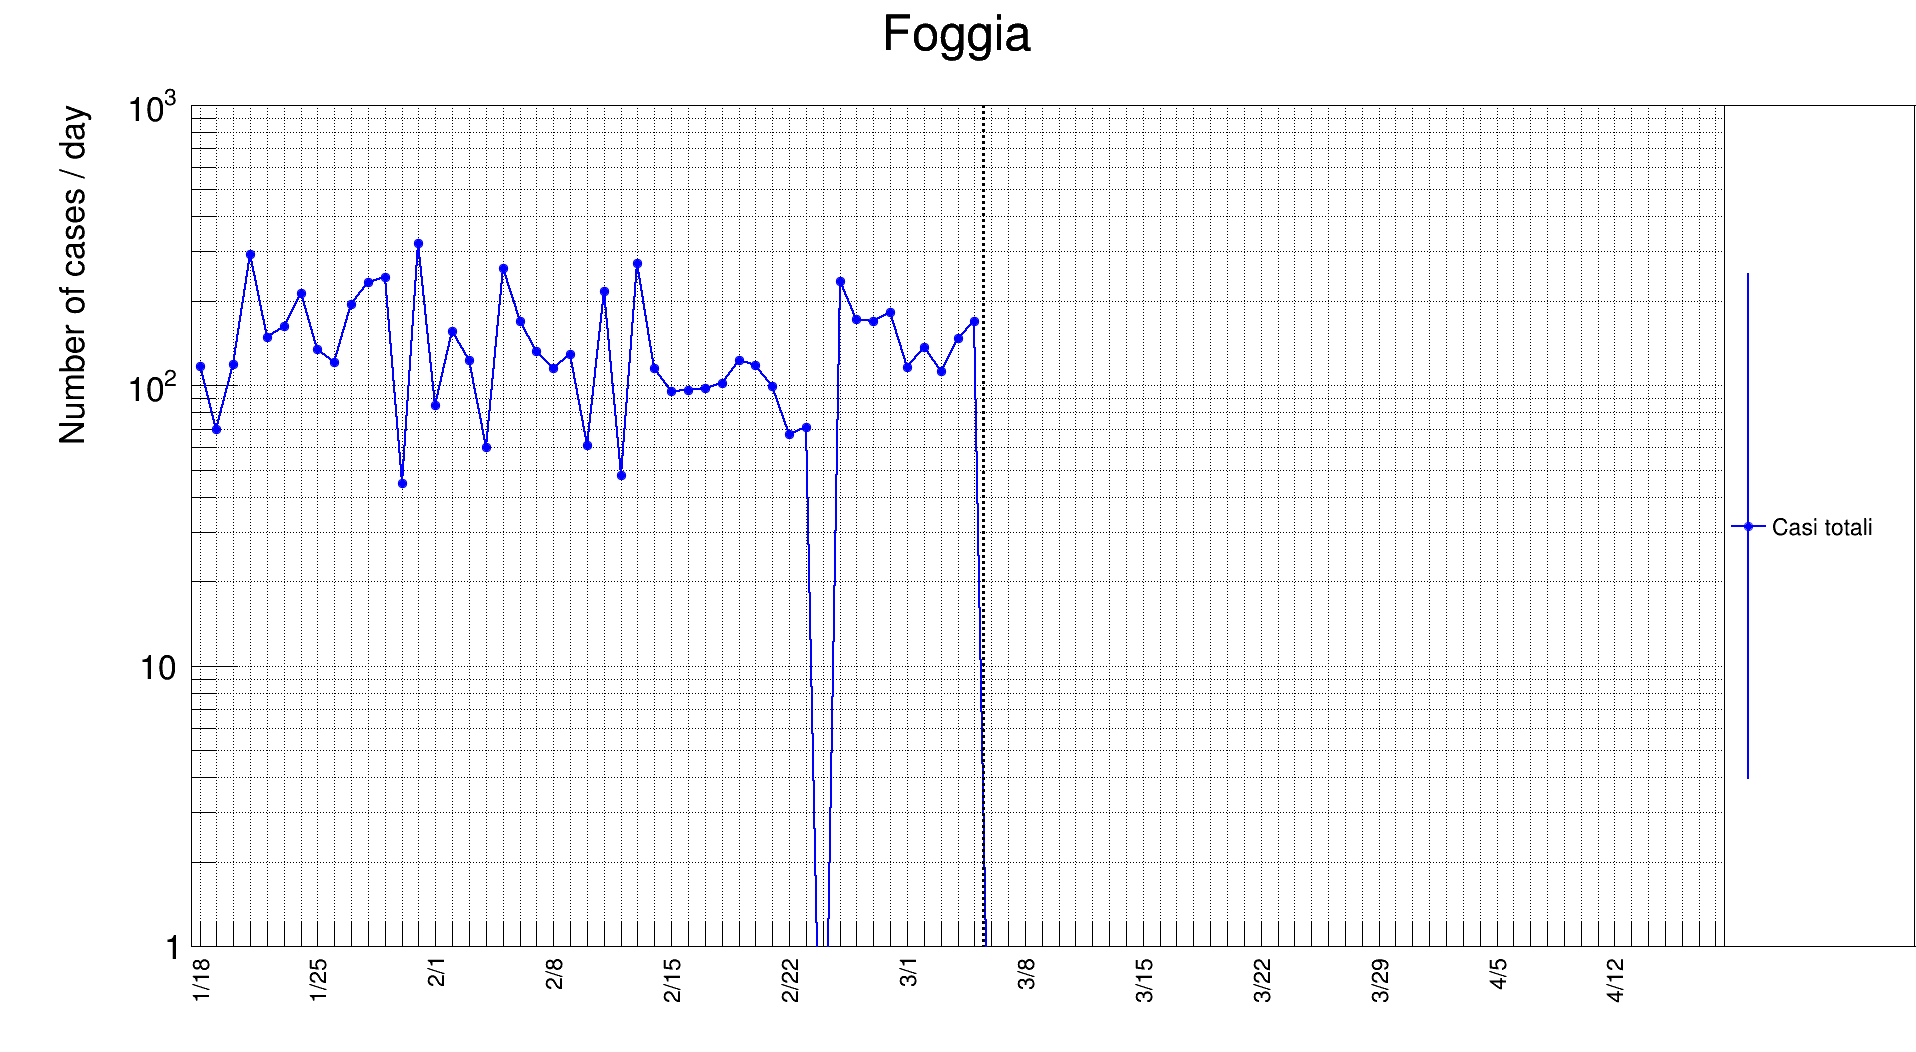 Foggia
Number of cases / day
10³
10²
10
1
1/18 1/25 2/1 2/8 2/15 2/22 3/1 3/8 3/15 3/22 3/29 4/5 4/12
Casi totali